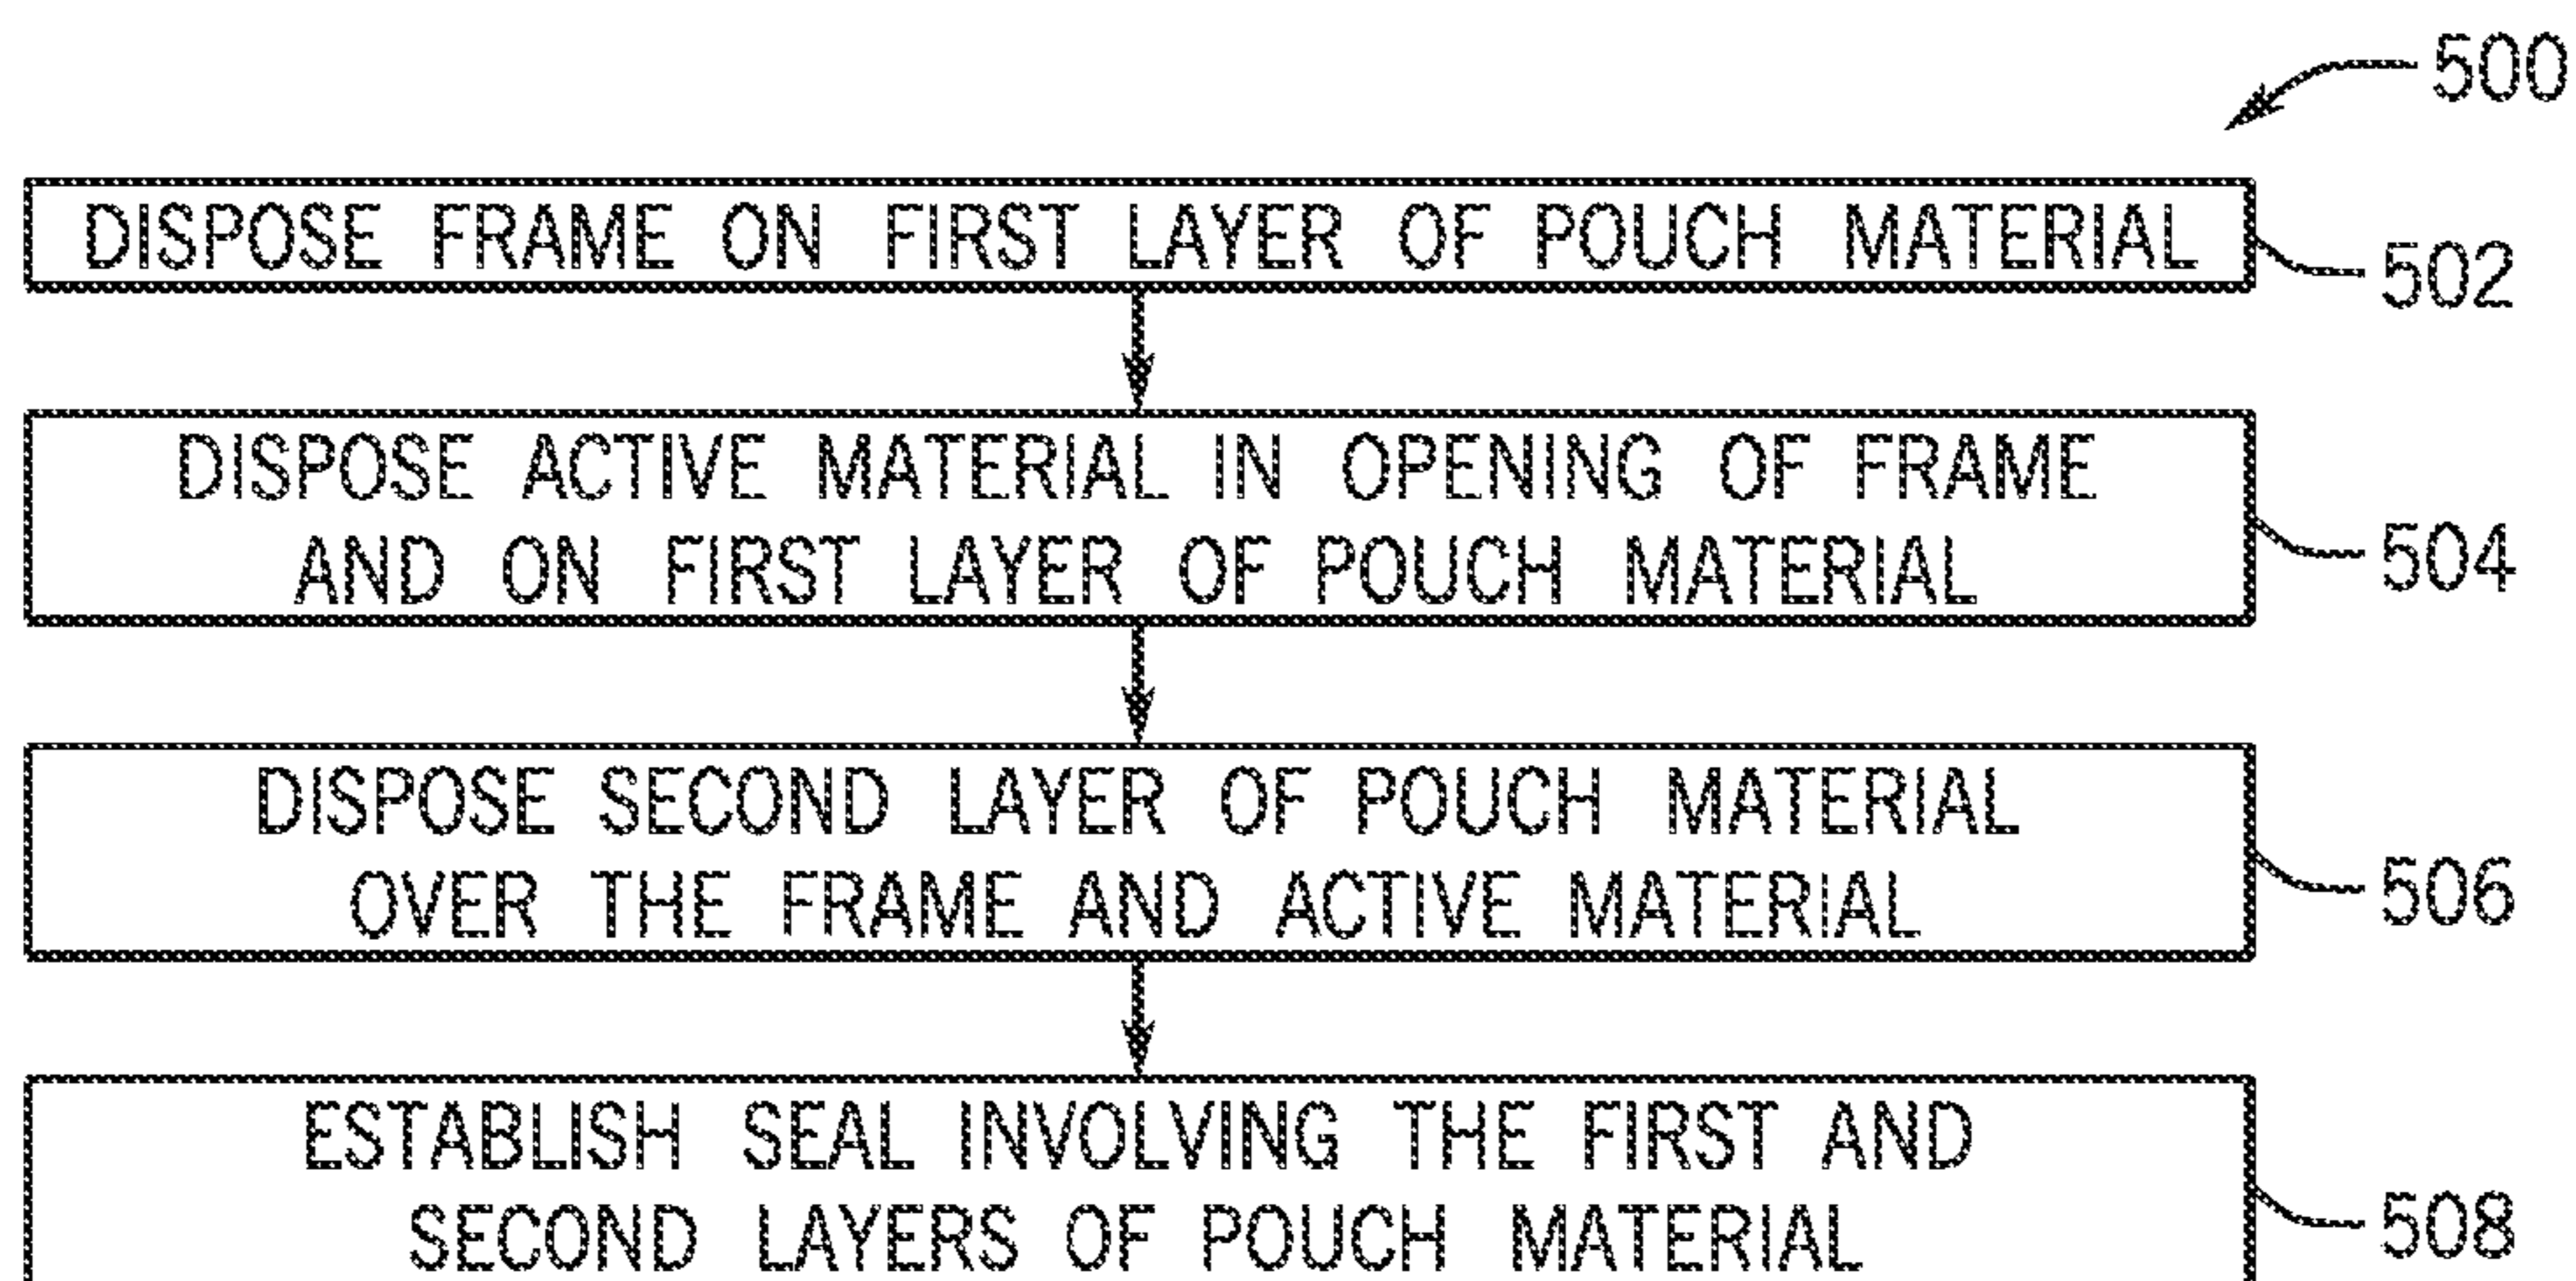 500
DISPOSE FRAME ON FIRST LAYER OF POUCH MATERIAL
502
DISPOSE ACTIVE MATERIAL IN OPENING OF FRAME
AND ON FIRST LAYER OF POUCH MATERIAL
504
DISPOSE SECOND LAYER OF POUCH MATERIAL
OVER THE FRAME AND ACTIVE MATERIAL
506
ESTABLISH SEAL INVOLVING THE FIRST AND
SECOND LAYERS OF POUCH MATERIAL
508